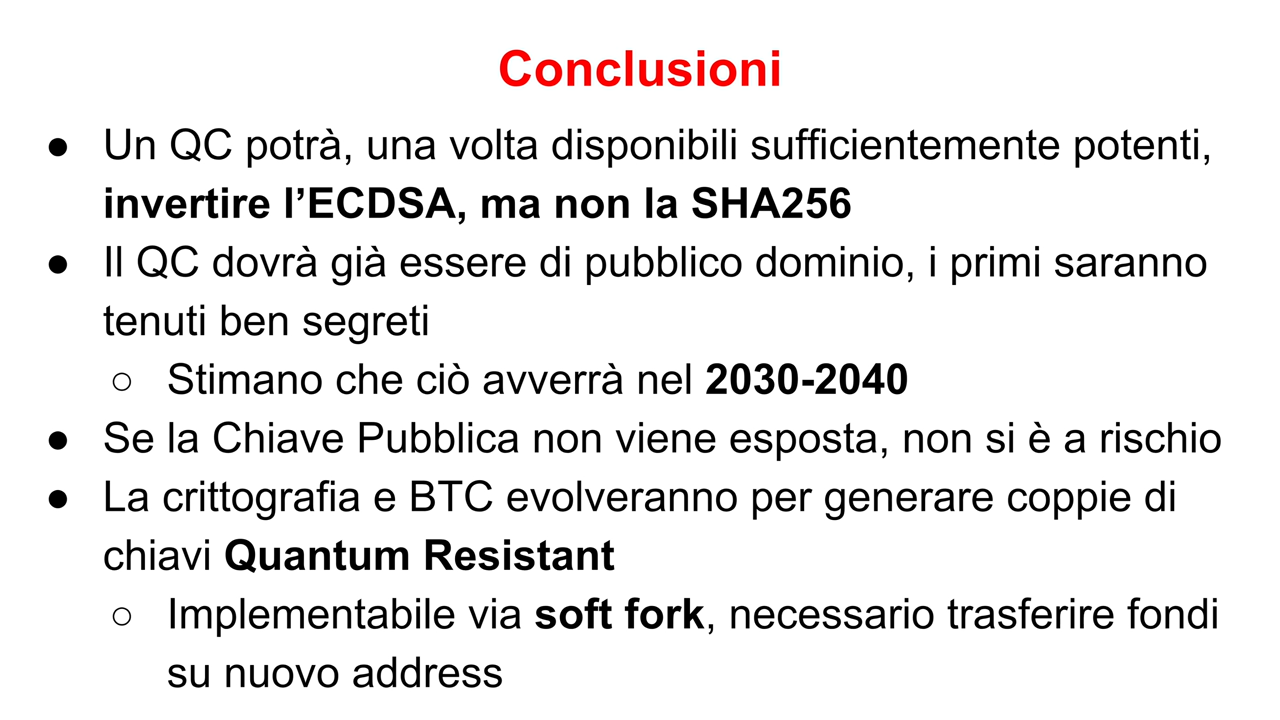 Conclusioni
● Un QC potrà, una volta disponibili sufficientemente potenti,
invertire l’ECDSA, ma non la SHA256
● Il QC dovrà già essere di pubblico dominio, i primi saranno
tenuti ben segreti
○ Stimano che ciò avverrà nel 2030-2040
● Se la Chiave Pubblica non viene esposta, non si è a rischio
● La crittografia e BTC evolveranno per generare coppie di
chiavi Quantum Resistant
○ Implementabile via soft fork, necessario trasferire fondi
su nuovo address